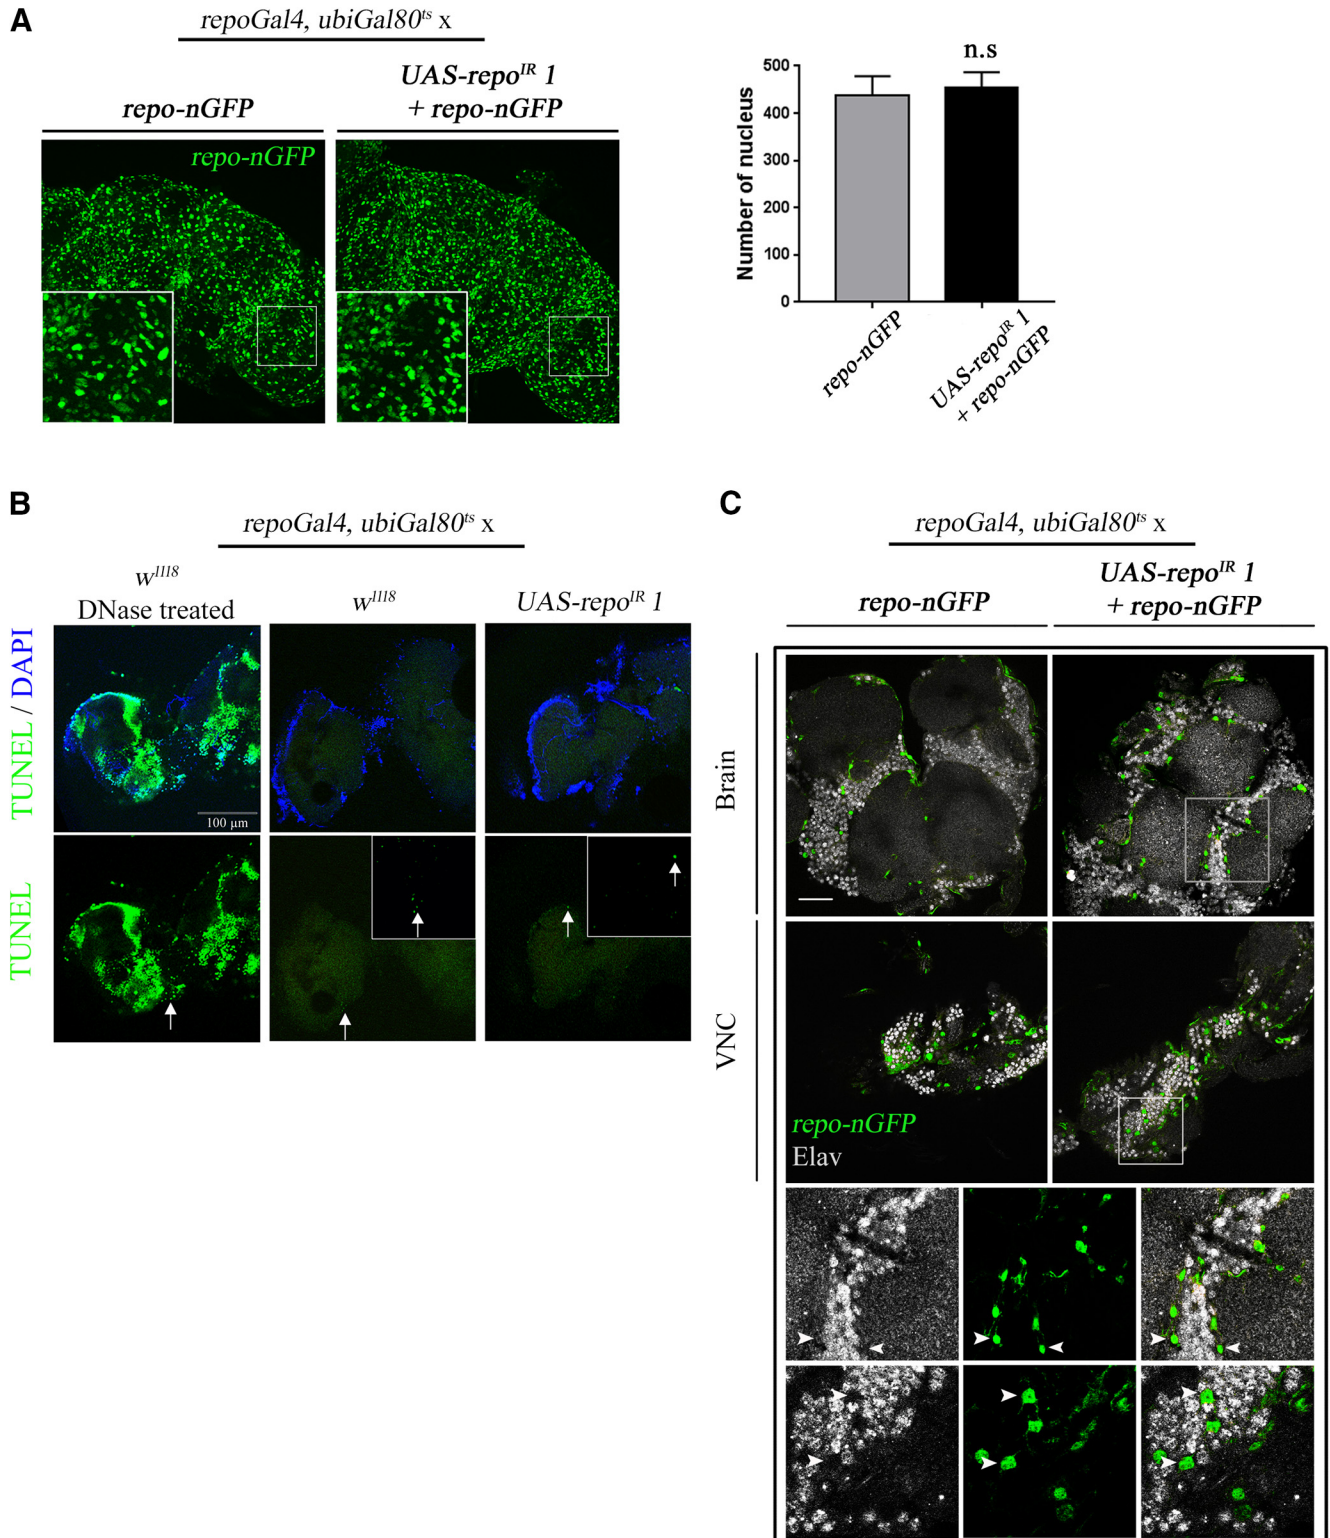 A
repoGal4, ubiGal80ᵗˢ x
repo-nGFP
UAS-repoᴵᴿ 1
+ repo-nGFP
repo-nGFP
n.s
Number of nucleus
500
400
300
200
100
0
repo-nGFP
UAS-repoᴵᴿ 1
+ repo-nGFP
B
repoGal4, ubiGal80ᵗˢ x
w¹¹¹⁸
DNase treated
w¹¹¹⁸
UAS-repoᴵᴿ 1
TUNEL / DAPI
100 µm
TUNEL
C
repoGal4, ubiGal80ᵗˢ x
repo-nGFP
UAS-repoᴵᴿ 1
+ repo-nGFP
Brain
VNC
repo-nGFP
Elav